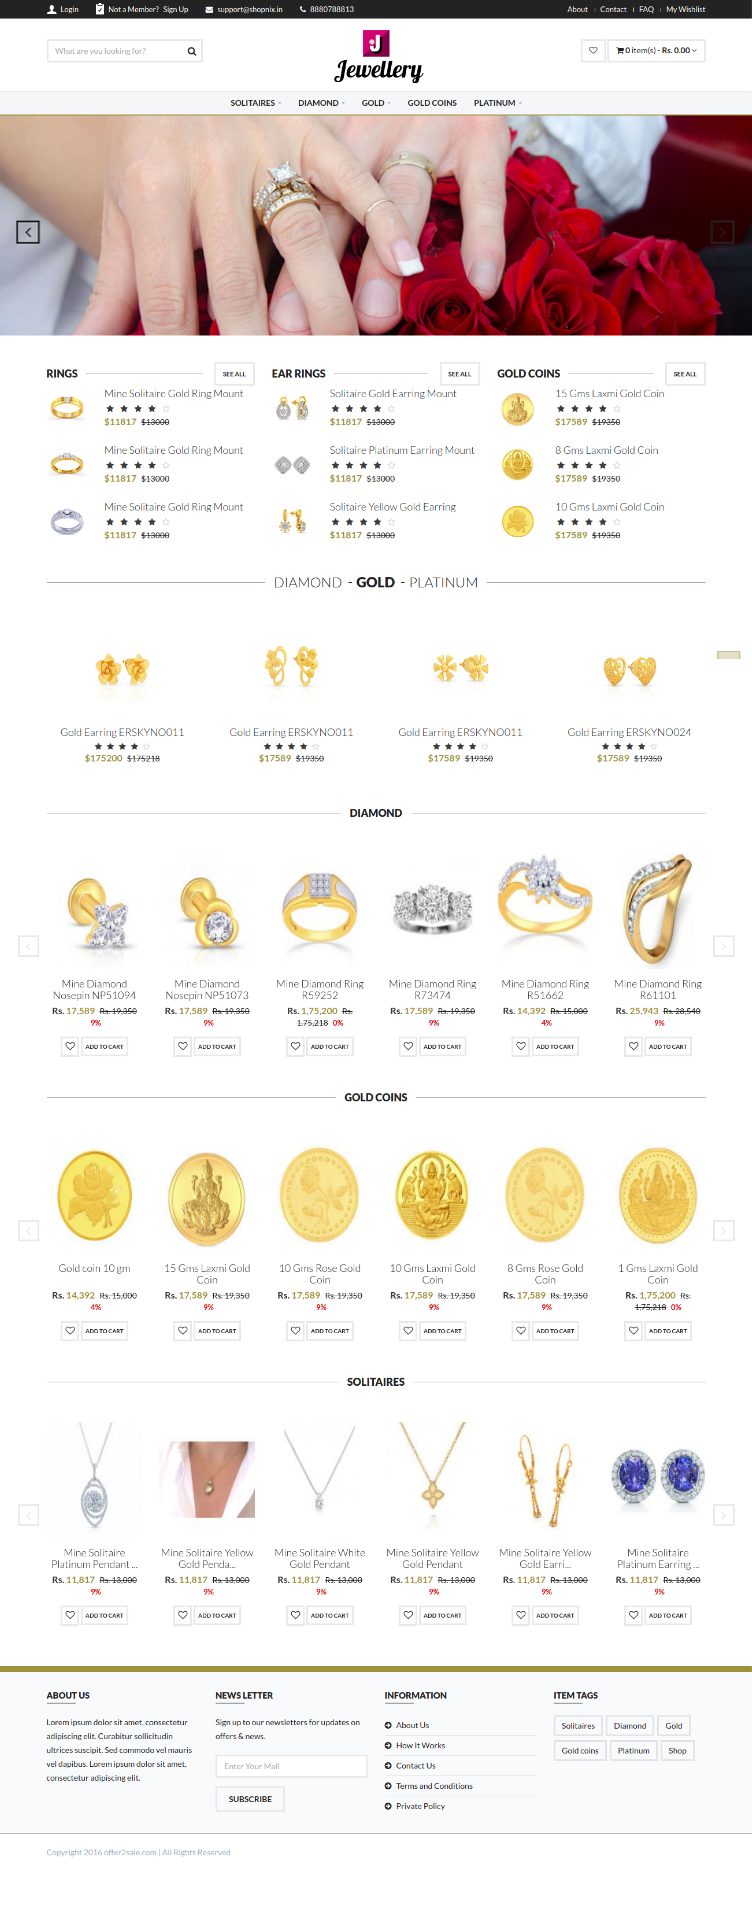 Login Not a Member? Sign Up support@shopnix.in 8880788813 About Contact FAQ My Wishlist
What are you looking for?
J
Jewellery
0 item(s) - Rs. 0.00
SOLITAIRES DIAMOND GOLD GOLD COINS PLATINUM
RINGS SEE ALL
Mine Solitaire Gold Ring Mount
$11817 $13000
Mine Solitaire Gold Ring Mount
$11817 $13000
Mine Solitaire Gold Ring Mount
$11817 $13000
EAR RINGS SEE ALL
Solitaire Gold Earring Mount
$11817 $13000
Solitaire Platinum Earring Mount
$11817 $13000
Solitaire Yellow Gold Earring
$11817 $13000
GOLD COINS SEE ALL
15 Gms Laxmi Gold Coin
$17589 $19350
8 Gms Laxmi Gold Coin
$17589 $19350
10 Gms Laxmi Gold Coin
$17589 $19350
DIAMOND - GOLD - PLATINUM
Gold Earring ERSKYNO011
$175200 $175218
Gold Earring ERSKYNO011
$17589 $19350
Gold Earring ERSKYNO011
$17589 $19350
Gold Earring ERSKYNO024
$17589 $19350
DIAMOND
Mine Diamond
Nosepin NP51094
Rs. 17,589 Rs. 19,350
9%
ADD TO CART
Mine Diamond
Nosepin NP51073
Rs. 17,589 Rs. 19,350
9%
ADD TO CART
Mine Diamond Ring
R59252
Rs. 1,75,200 Rs.
1,75,218 0%
ADD TO CART
Mine Diamond Ring
R73474
Rs. 17,589 Rs. 19,350
9%
ADD TO CART
Mine Diamond Ring
R51662
Rs. 14,392 Rs. 15,000
4%
ADD TO CART
Mine Diamond Ring
R61101
Rs. 25,943 Rs. 28,540
9%
ADD TO CART
GOLD COINS
Gold coin 10 gm
Rs. 14,392 Rs. 15,000
4%
ADD TO CART
15 Gms Laxmi Gold
Coin
Rs. 17,589 Rs. 19,350
9%
ADD TO CART
10 Gms Rose Gold
Coin
Rs. 17,589 Rs. 19,350
9%
ADD TO CART
10 Gms Laxmi Gold
Coin
Rs. 17,589 Rs. 19,350
9%
ADD TO CART
8 Gms Rose Gold
Coin
Rs. 17,589 Rs. 19,350
9%
ADD TO CART
1 Gms Laxmi Gold
Coin
Rs. 1,75,200 Rs.
1,75,218 0%
ADD TO CART
SOLITAIRES
Mine Solitaire
Platinum Pendant ...
Rs. 11,817 Rs. 13,000
9%
ADD TO CART
Mine Solitaire Yellow
Gold Penda...
Rs. 11,817 Rs. 13,000
9%
ADD TO CART
Mine Solitaire White
Gold Pendant
Rs. 11,817 Rs. 13,000
9%
ADD TO CART
Mine Solitaire Yellow
Gold Pendant
Rs. 11,817 Rs. 13,000
9%
ADD TO CART
Mine Solitaire Yellow
Gold Earri...
Rs. 11,817 Rs. 13,000
9%
ADD TO CART
Mine Solitaire
Platinum Earring ...
Rs. 11,817 Rs. 13,000
9%
ADD TO CART
ABOUT US
Lorem ipsum dolor sit amet, consectetur
adipiscing elit. Curabitur sollicitudin
ultrices suscipit. Sed commodo vel mauris
vel dapibus. Lorem ipsum dolor sit amet,
consectetur adipiscing elit.
NEWS LETTER
Sign up to our newsletters for updates on
offers & news.
Enter Your Mail
SUBSCRIBE
INFORMATION
About Us
How It Works
Contact Us
Terms and Conditions
Private Policy
ITEM TAGS
Solitaires Diamond Gold
Gold coins Platinum Shop
Copyright 2016 offer2sale.com | All Rights Reserved